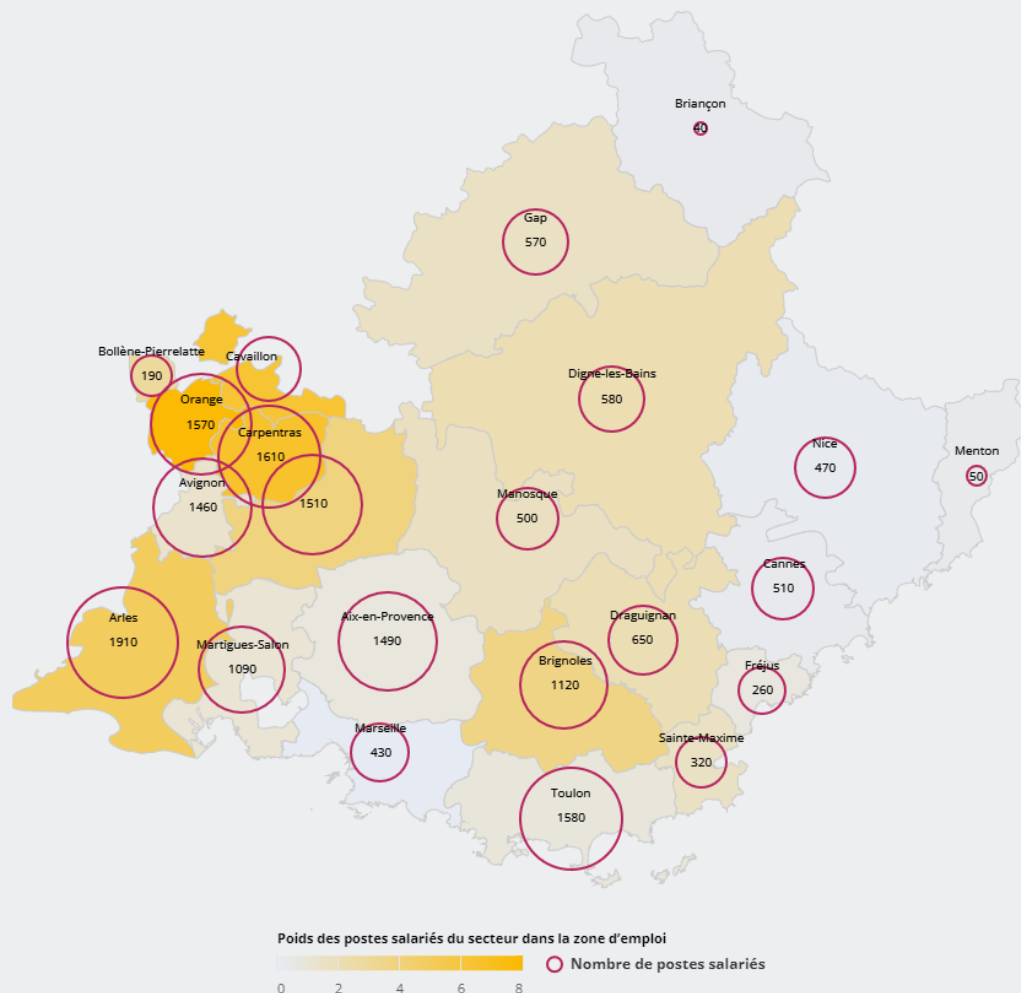 Briançon
40
Gap
570
Bollène-Pierrelatte
190
Cavaillon
Digne-les-Bains
580
Orange
1570
Carpentras
1610
Nice
470
Menton
50
Avignon
1460
1510
Manosque
500
Cannes
510
Arles
1910
Aix-en-Provence
1490
Draguignan
650
Martigues-Salon
1090
Brignoles
1120
Fréjus
260
Marseille
430
Sainte-Maxime
320
Toulon
1580
Poids des postes salariés du secteur dans la zone d’emploi
0 2 4 6 8
Nombre de postes salariés